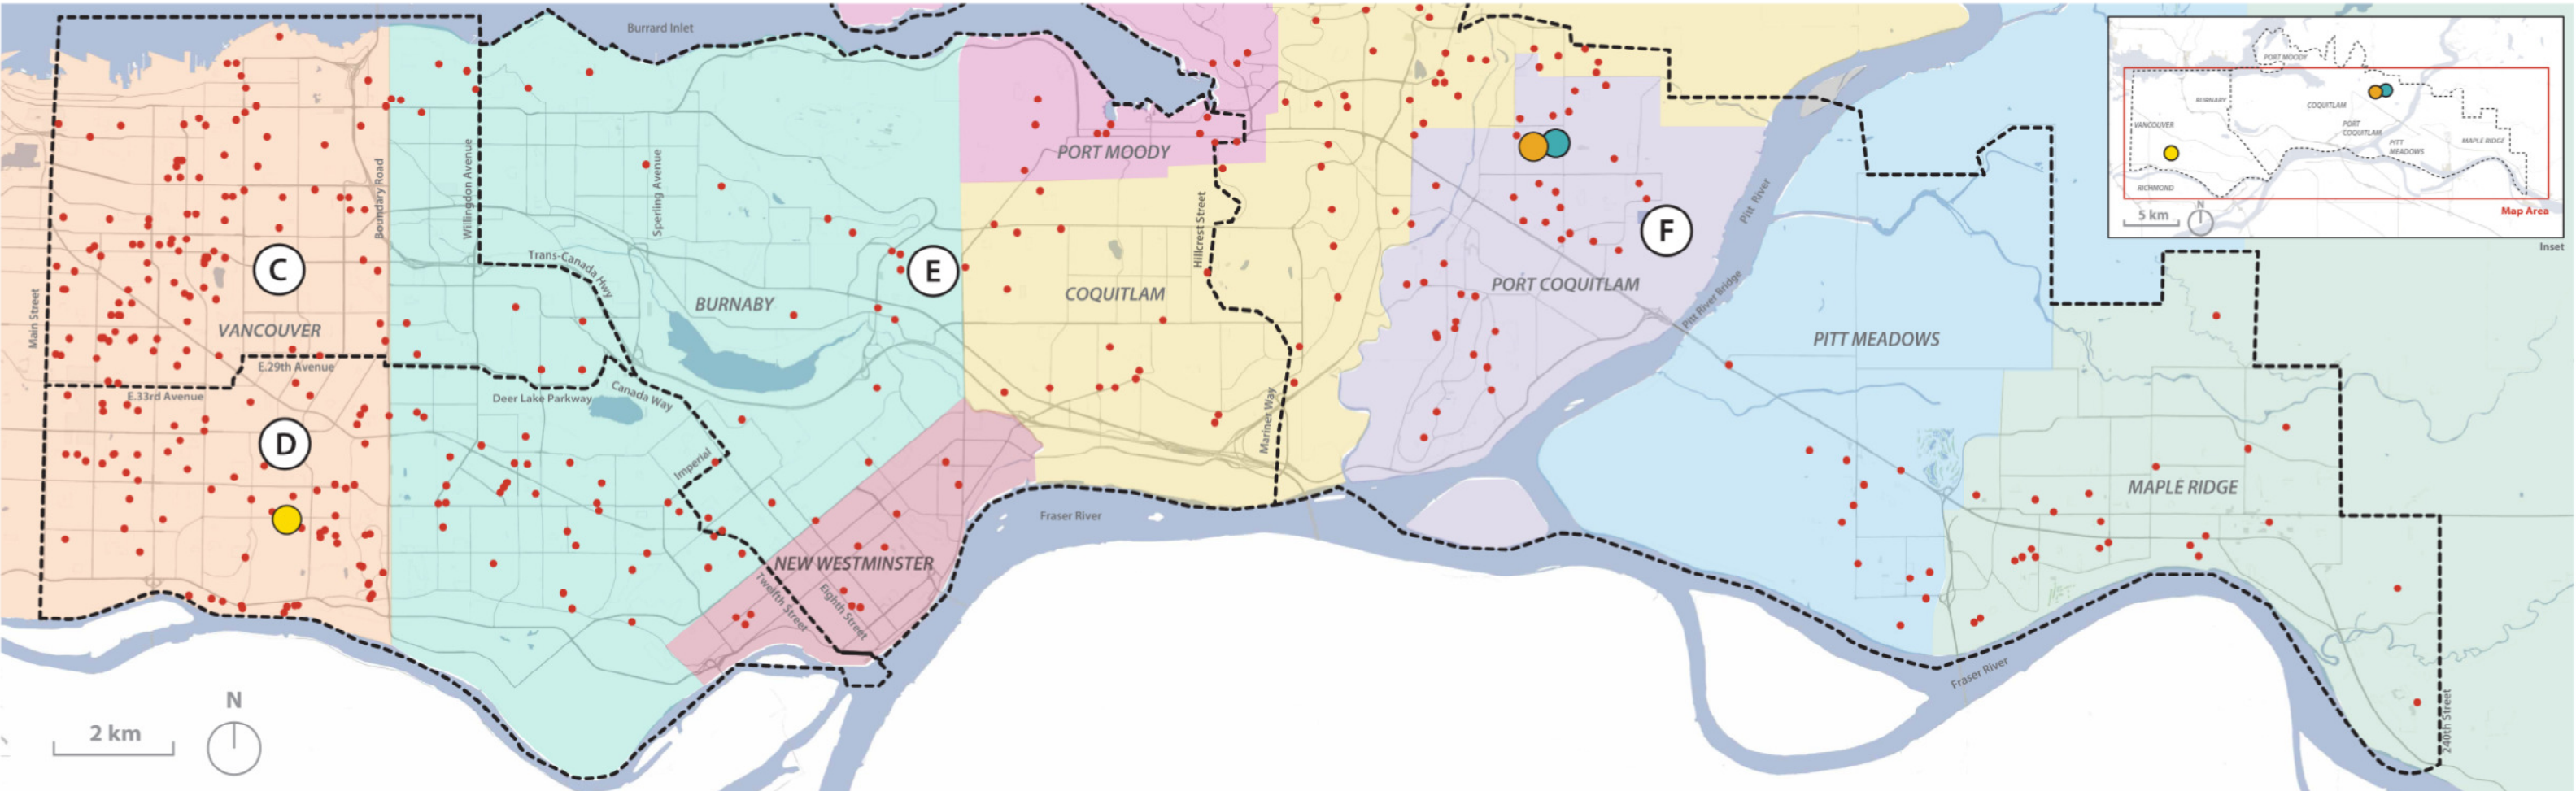 Burrard Inlet
PORT MOODY
Boundary Road
Willingdon Avenue
Sperling Avenue
Hillcrest Street
Pitt River
C
E
F
Trans-Canada Hwy
BURNABY
COQUITLAM
PORT COQUITLAM
Pitt River Bridge
PITT MEADOWS
Main Street
VANCOUVER
E.29th Avenue
E.33rd Avenue
Deer Lake Parkway
Canada Way
Mariner Way
D
Imperial
MAPLE RIDGE
Fraser River
NEW WESTMINSTER
Twelfth Street
Eighth Street
Fraser River
240th Street
N
2 km
PORT MOODY
BURNABY
COQUITLAM
VANCOUVER
PORT
COQUITLAM
PITT
MEADOWS
MAPLE RIDGE
RICHMOND
N
5 km
Map Area
Inset